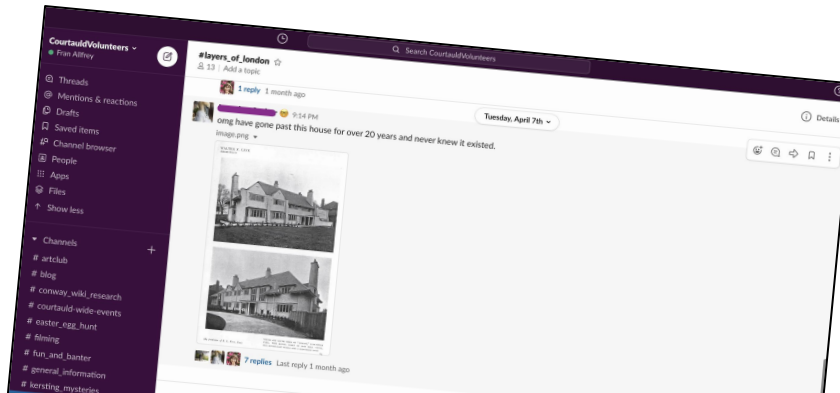 CourtauldVolunteers
Fran Allfrey
Threads
Mentions & reactions
Drafts
Saved items
Channel browser
People
Apps
Files
Show less
Channels
# artclub
# blog
# conway_wiki_research
# courtauld-wide-events
# easter_egg_hunt
# filming
# fun_and_banter
# general_information
# kersting_mysteries
Search CourtauldVolunteers
#layers_of_london
13 | Add a topic
Details
1 reply 1 month ago
Tuesday, April 7th
9:14 PM
omg have gone past this house for over 20 years and never knew it existed.
image.png
7 replies Last reply 1 month ago